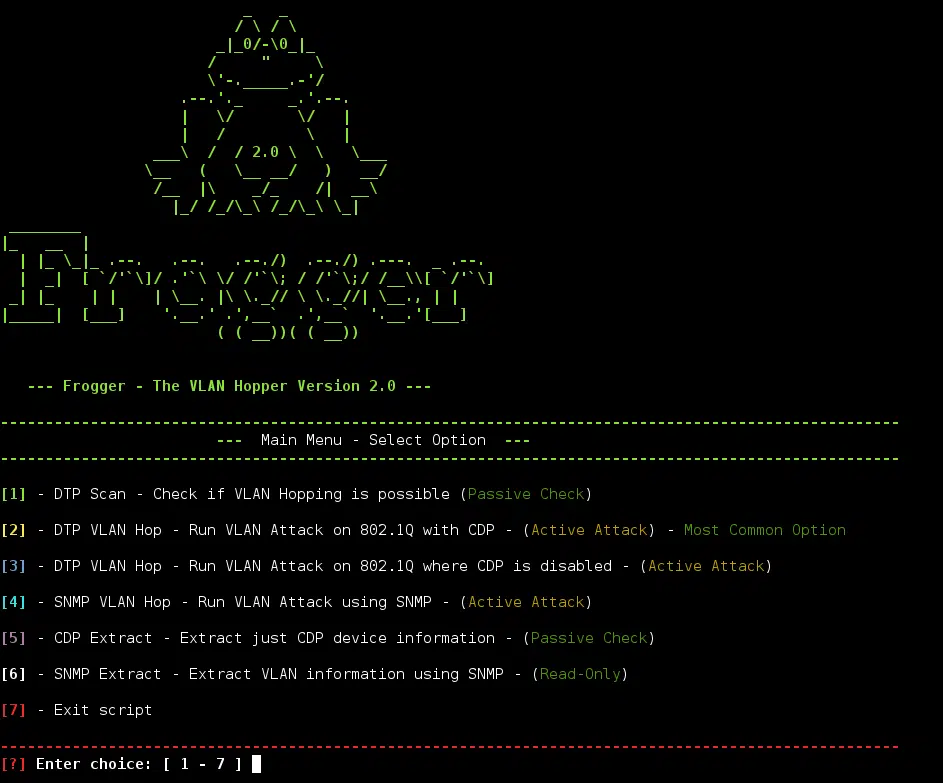 2.0
Frogger
--- Frogger - The VLAN Hopper Version 2.0 ---
--- Main Menu - Select Option ---
[1] - DTP Scan - Check if VLAN Hopping is possible (Passive Check)
[2] - DTP VLAN Hop - Run VLAN Attack on 802.1Q with CDP - (Active Attack) - Most Common Option
[3] - DTP VLAN Hop - Run VLAN Attack on 802.1Q where CDP is disabled - (Active Attack)
[4] - SNMP VLAN Hop - Run VLAN Attack using SNMP - (Active Attack)
[5] - CDP Extract - Extract just CDP device information - (Passive Check)
[6] - SNMP Extract - Extract VLAN information using SNMP - (Read-Only)
[7] - Exit script
[?] Enter choice: [ 1 - 7 ]